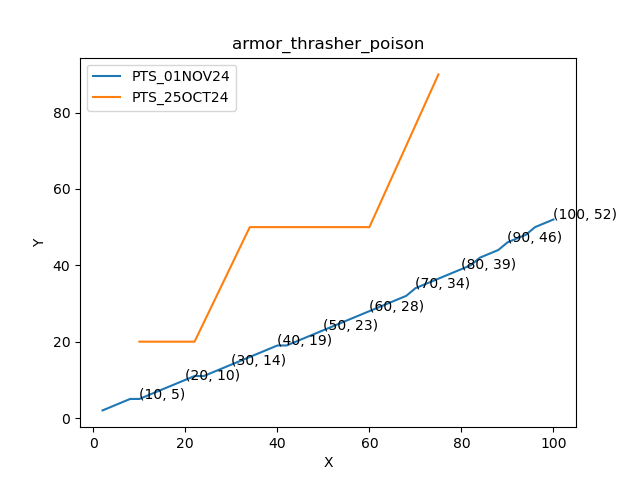 armor_thrasher_poison
PTS_01NOV24
PTS_25OCT24
Y
80
60
40
20
0
(100, 52)
(90, 46)
(80, 39)
(70, 34)
(60, 28)
(50, 23)
(40, 19)
(30, 14)
(20, 10)
(10, 5)
0 20 40 60 80 100
X